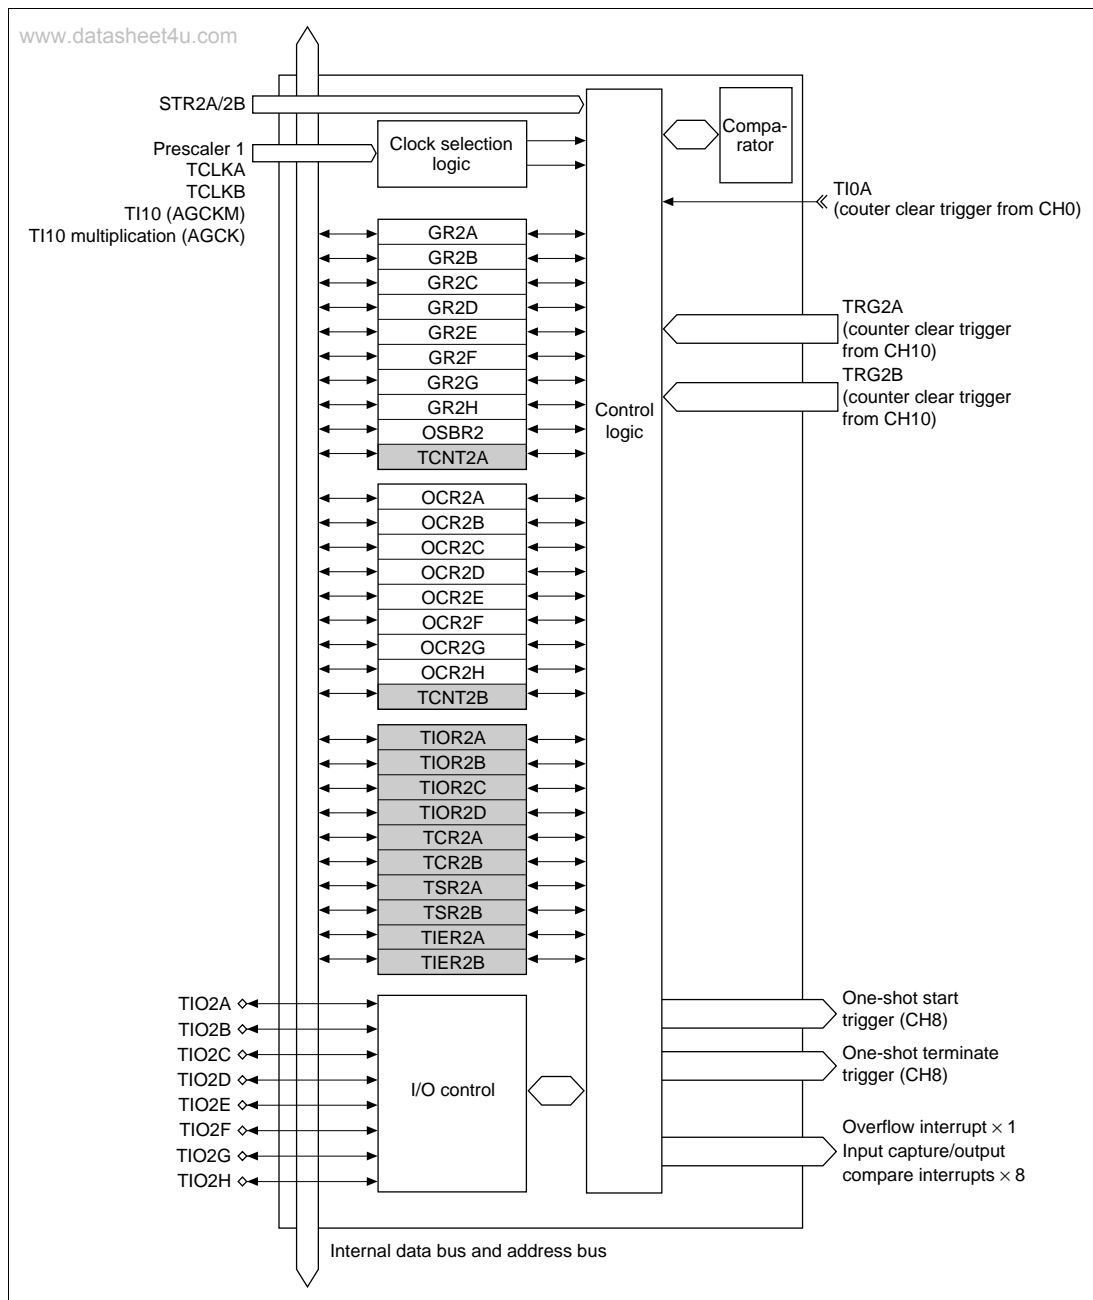 www.datasheet4u.com
STR2A/2B
Prescaler 1
TCLKA
TCLKB
TI10 (AGCKM)
TI10 multiplication (AGCK)
Clock selection
logic
Compa-
rator
TI0A
(couter clear trigger from CH0)
GR2A
GR2B
GR2C
GR2D
GR2E
GR2F
GR2G
GR2H
OSBR2
TCNT2A
Control
logic
TRG2A
(counter clear trigger
from CH10)
TRG2B
(counter clear trigger
from CH10)
OCR2A
OCR2B
OCR2C
OCR2D
OCR2E
OCR2F
OCR2G
OCR2H
TCNT2B
TIOR2A
TIOR2B
TIOR2C
TIOR2D
TCR2A
TCR2B
TSR2A
TSR2B
TIER2A
TIER2B
TIO2A
TIO2B
TIO2C
TIO2D
TIO2E
TIO2F
TIO2G
TIO2H
I/O control
One-shot start
trigger (CH8)
One-shot terminate
trigger (CH8)
Overflow interrupt × 1
Input capture/output
compare interrupts × 8
Internal data bus and address bus